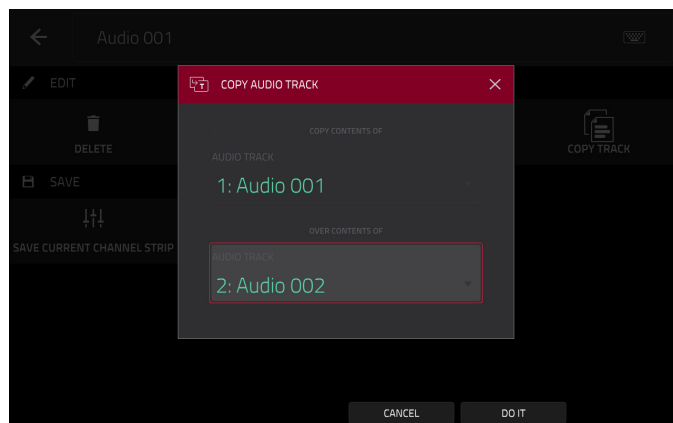 Audio 001
EDIT
COPY AUDIO TRACK
COPY CONTENTS OF
DELETE
COPY TRACK
AUDIO TRACK
1: Audio 001
SAVE
OVER CONTENTS OF
SAVE CURRENT CHANNEL STRIP
AUDIO TRACK
2: Audio 002
CANCEL
DO IT